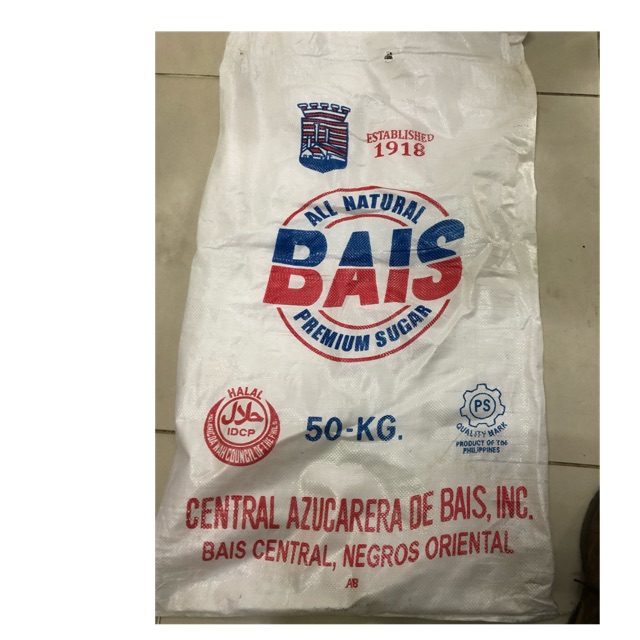 ESTABLISHED
1918
ALL NATURAL
BAIS
PREMIUM SUGAR
HALAL
حلال
IDCP
50-KG.
PS
QUALITY MARK
PRODUCT OF THE
PHILIPPINES
CENTRAL AZUCARERA DE BAIS, INC.
BAIS CENTRAL, NEGROS ORIENTAL
AB